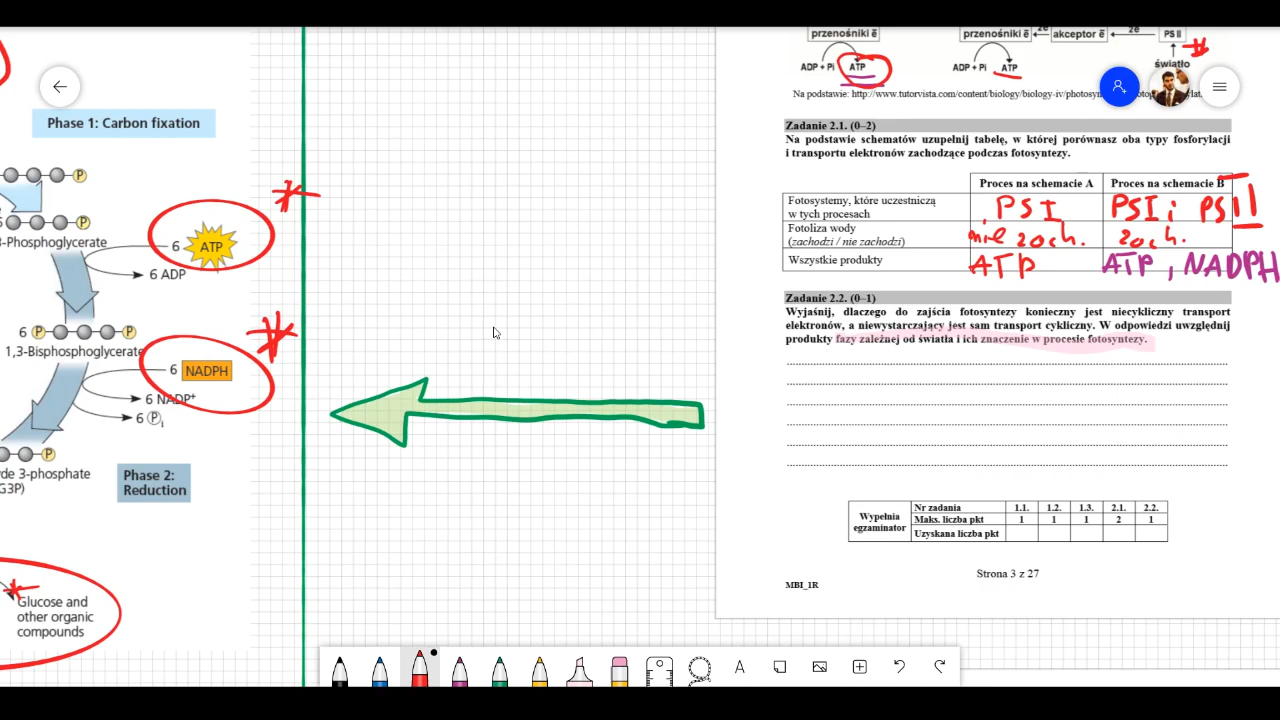 Phase 1: Carbon fixation
P
P
3-Phosphoglycerate
6 ATP
6 ADP
6 P P
1,3-Bisphosphoglycerate
6 NADPH
6 NADP+
6 Pi
P
Phase 2:
Reduction
Glucose and
other organic
compounds
przenośniki ē
ADP + Pi ATP
przenośniki ē 2ē akceptor ē 2ē PS II
ADP + Pi ATP
światło
Na podstawie: http://www.tutorvista.com/content/biology/biology-iv/
Zadanie 2.1. (0–2)
Na podstawie schematów uzupełnij tabelę, w której porównasz oba typy fosforylacji
i transportu elektronów zachodzące podczas fotosyntezy.
Proces na schemacie A Proces na schemacie B
Fotosystemy, które uczestniczą
w tych procesach
PSI PSI i PSII
Fotoliza wody
(zachodzi / nie zachodzi)
nie zach. zach.
Wszystkie produkty ATP ATP, NADPH
Zadanie 2.2. (0–1)
Wyjaśnij, dlaczego do zajścia fotosyntezy konieczny jest niecykliczny transport
elektronów, a niewystarczający jest sam transport cykliczny. W odpowiedzi uwzględnij
produkty fazy zależnej od światła i ich znaczenie w procesie fotosyntezy.
Wypełnia
egzaminator
Nr zadania 1.1. 1.2. 1.3. 2.1. 2.2.
Maks. liczba pkt 1 1 1 2 1
Uzyskana liczba pkt
Strona 3 z 27
MBI_1R
A